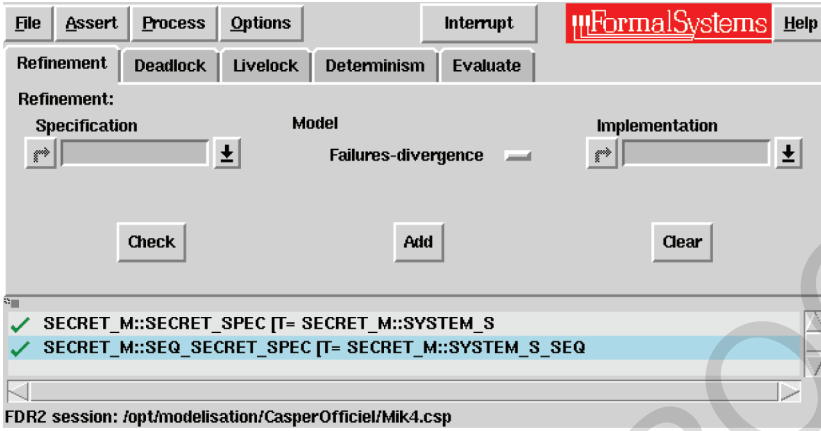 File Assert Process Options Interrupt FormalSystems Help
Refinement Deadlock Livelock Determinism Evaluate
Refinement:
Specification Model Implementation
Failures-divergence
Check Add Clear
SECRET_M::SECRET_SPEC [T= SECRET_M::SYSTEM_S
SECRET_M::SEQ_SECRET_SPEC [T= SECRET_M::SYSTEM_S_SEQ
FDR2 session: /opt/modelisation/CasperOfficiel/Mik4.csp